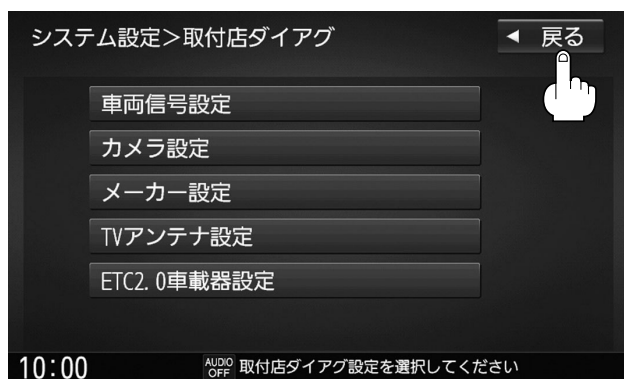 システム設定＞取付店ダイアグ
◀ 戻る
車両信号設定
カメラ設定
メーカー設定
TVアンテナ設定
ETC2.0車載器設定
10:00
AUDIO OFF 取付店ダイアグ設定を選択してください